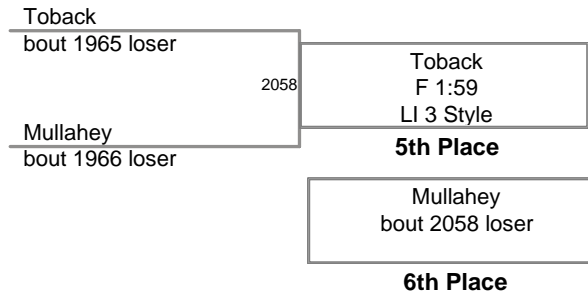 Toback
bout 1965 loser
2058
Toback
F 1:59
LI 3 Style
5th Place
Mullahey
bout 1966 loser
Mullahey
bout 2058 loser
6th Place